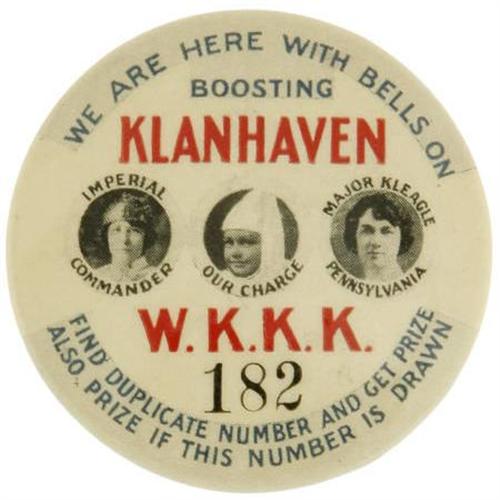 WE ARE HERE WITH BELLS ON
BOOSTING
KLANHAVEN
IMPERIAL
COMMANDER
OUR CHARGE
MAJOR KLEAGLE
PENNSYLVANIA
W.K.K.K.
182
FIND DUPLICATE NUMBER AND GET PRIZE
ALSO PRIZE IF THIS NUMBER IS DRAWN